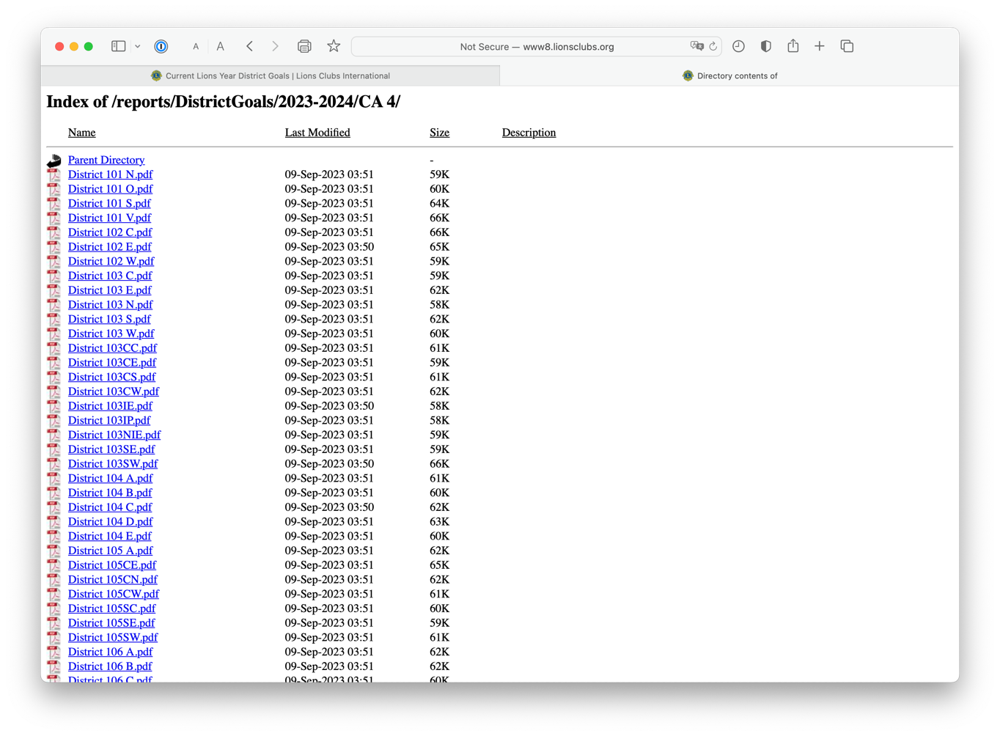 A A Not Secure — www8.lionsclubs.org
Current Lions Year District Goals | Lions Clubs International Directory contents of
Index of /reports/DistrictGoals/2023-2024/CA 4/
Name Last Modified Size Description
Parent Directory -
District 101 N.pdf 09-Sep-2023 03:51 59K
District 101 O.pdf 09-Sep-2023 03:51 60K
District 101 S.pdf 09-Sep-2023 03:51 64K
District 101 V.pdf 09-Sep-2023 03:51 66K
District 102 C.pdf 09-Sep-2023 03:51 66K
District 102 E.pdf 09-Sep-2023 03:50 65K
District 102 W.pdf 09-Sep-2023 03:51 59K
District 103 C.pdf 09-Sep-2023 03:51 59K
District 103 E.pdf 09-Sep-2023 03:51 62K
District 103 N.pdf 09-Sep-2023 03:51 58K
District 103 S.pdf 09-Sep-2023 03:51 62K
District 103 W.pdf 09-Sep-2023 03:51 60K
District 103CC.pdf 09-Sep-2023 03:51 61K
District 103CE.pdf 09-Sep-2023 03:51 59K
District 103CS.pdf 09-Sep-2023 03:51 61K
District 103CW.pdf 09-Sep-2023 03:51 62K
District 103IE.pdf 09-Sep-2023 03:50 58K
District 103IP.pdf 09-Sep-2023 03:51 58K
District 103NIE.pdf 09-Sep-2023 03:51 59K
District 103SE.pdf 09-Sep-2023 03:51 59K
District 103SW.pdf 09-Sep-2023 03:50 66K
District 104 A.pdf 09-Sep-2023 03:51 61K
District 104 B.pdf 09-Sep-2023 03:51 60K
District 104 C.pdf 09-Sep-2023 03:50 62K
District 104 D.pdf 09-Sep-2023 03:51 63K
District 104 E.pdf 09-Sep-2023 03:51 60K
District 105 A.pdf 09-Sep-2023 03:51 62K
District 105CE.pdf 09-Sep-2023 03:51 65K
District 105CN.pdf 09-Sep-2023 03:51 62K
District 105CW.pdf 09-Sep-2023 03:51 61K
District 105SC.pdf 09-Sep-2023 03:51 60K
District 105SE.pdf 09-Sep-2023 03:51 59K
District 105SW.pdf 09-Sep-2023 03:51 61K
District 106 A.pdf 09-Sep-2023 03:51 62K
District 106 B.pdf 09-Sep-2023 03:51 62K
District 106 C.pdf 09-Sep-2023 03:51 60K